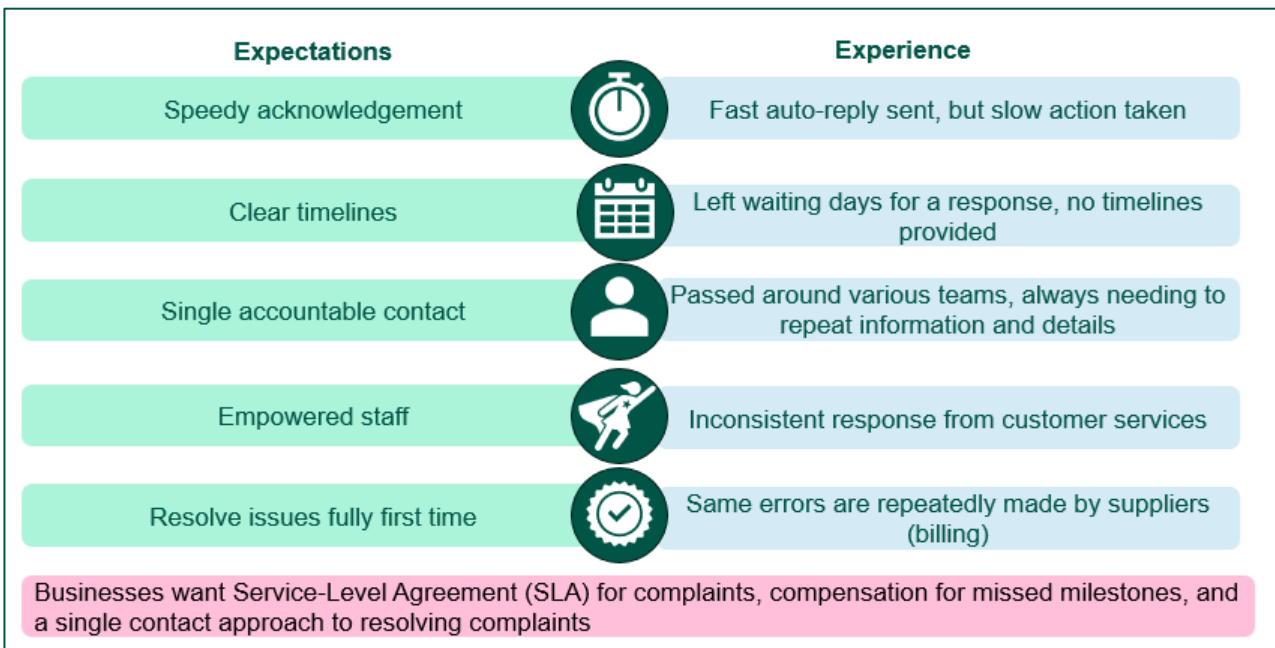 Expectations
Experience
Speedy acknowledgement
Fast auto-reply sent, but slow action taken
Clear timelines
Left waiting days for a response, no timelines
provided
Single accountable contact
Passed around various teams, always needing to
repeat information and details
Empowered staff
Inconsistent response from customer services
Resolve issues fully first time
Same errors are repeatedly made by suppliers
(billing)
Businesses want Service-Level Agreement (SLA) for complaints, compensation for missed milestones, and
a single contact approach to resolving complaints